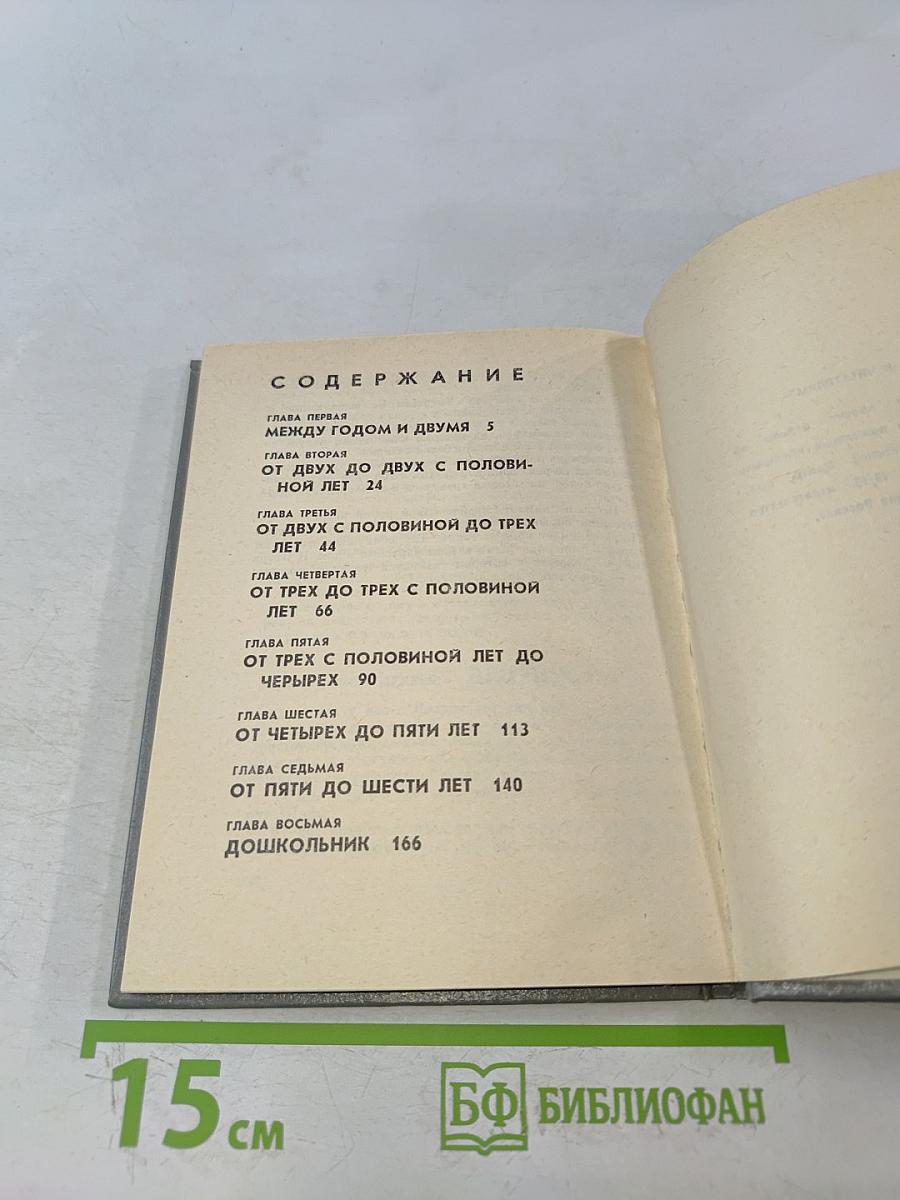 СОДЕРЖАНИЕ
ГЛАВА ПЕРВАЯ
МЕЖДУ ГОДОМ И ДВУМЯ 5
ГЛАВА ВТОРАЯ
ОТ ДВУХ ДО ДВУХ С ПОЛОВИ-
НОЙ ЛЕТ 24
ГЛАВА ТРЕТЬЯ
ОТ ДВУХ С ПОЛОВИНОЙ ДО ТРЕХ
ЛЕТ 44
ГЛАВА ЧЕТВЕРТАЯ
ОТ ТРЕХ ДО ТРЕХ С ПОЛОВИНОЙ
ЛЕТ 66
ГЛАВА ПЯТАЯ
ОТ ТРЕХ С ПОЛОВИНОЙ ЛЕТ ДО
ЧЕРЫРЕХ 90
ГЛАВА ШЕСТАЯ
ОТ ЧЕТЫРЕХ ДО ПЯТИ ЛЕТ 113
ГЛАВА СЕДЬМАЯ
ОТ ПЯТИ ДО ШЕСТИ ЛЕТ 140
ГЛАВА ВОСЬМАЯ
ДОШКОЛЬНИК 166
15 см
БФ БИБЛИОФАН